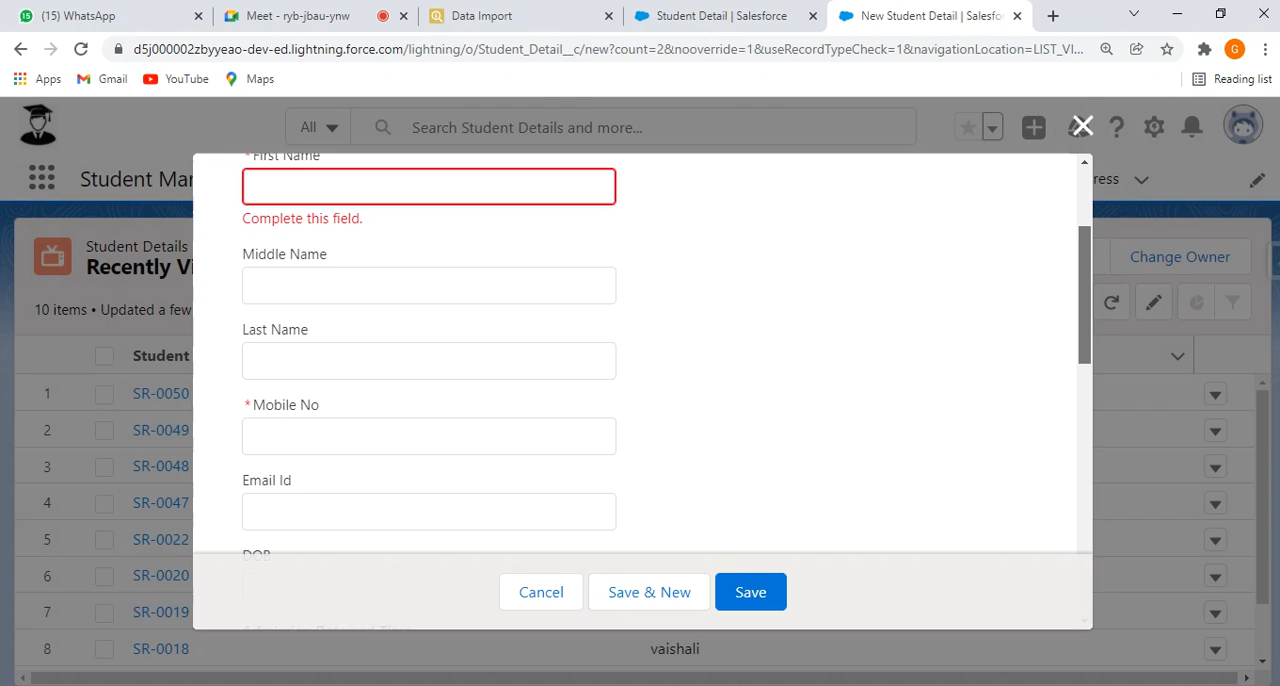 (15) WhatsApp
Meet - ryb-jbau-ynw
Data Import
Student Detail | Salesforce
New Student Detail | Salesfo
d5j000002zbyyeao-dev-ed.lightning.force.com/lightning/o/Student_Detail__c/new?count=2&nooverride=1&useRecordTypeCheck=1&navigationLocation=LIST_VI...
G
Apps
Gmail
YouTube
Maps
Reading list
All
Search Student Details and more...
Student Mar
ress
*First Name
Complete this field.
Middle Name
Last Name
*Mobile No
Email Id
DOB
Cancel
Save & New
Save
Student Details
Recently Vi
10 items • Updated a few
Change Owner
Student
1 SR-0050
2 SR-0049
3 SR-0048
4 SR-0047
5 SR-0022
6 SR-0020
7 SR-0019
8 SR-0018 vaishali